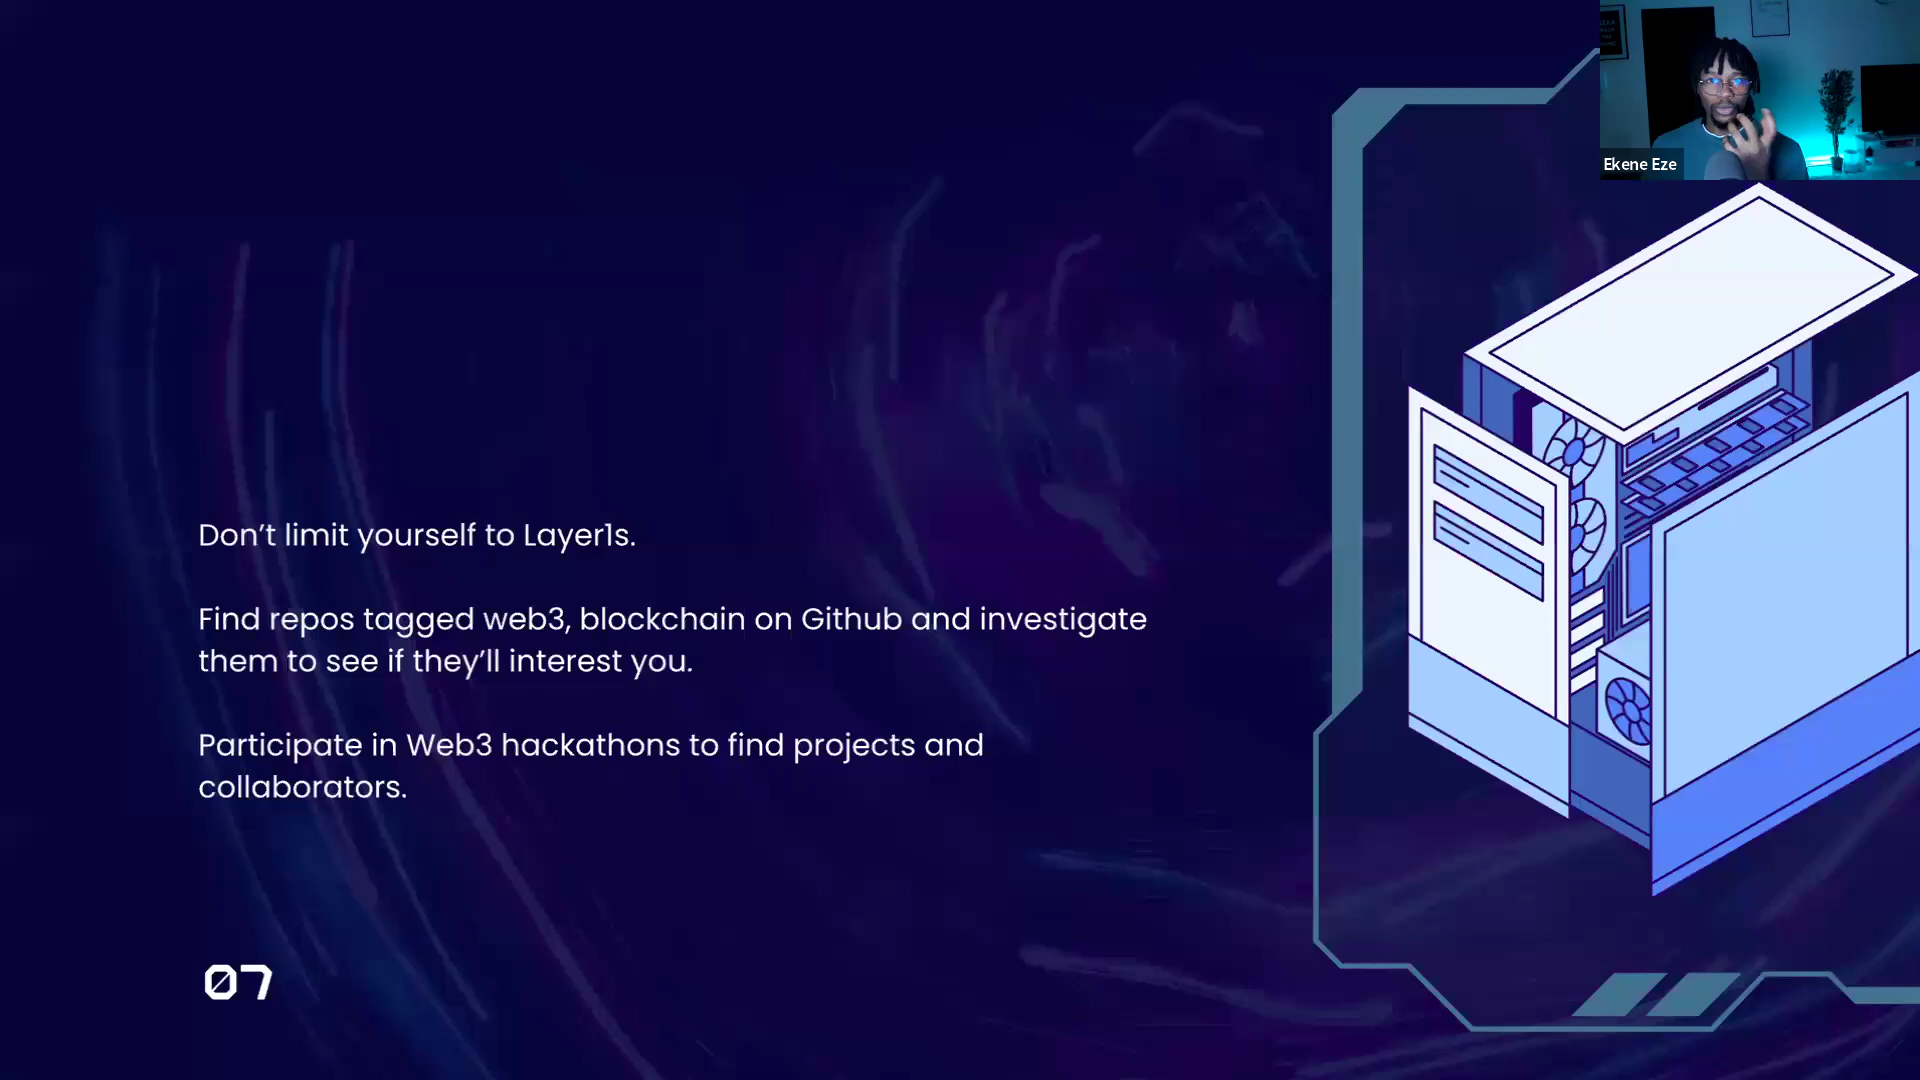 Ekene Eze
Don’t limit yourself to Layer1s.
Find repos tagged web3, blockchain on Github and investigate
them to see if they’ll interest you.
Participate in Web3 hackathons to find projects and
collaborators.
07